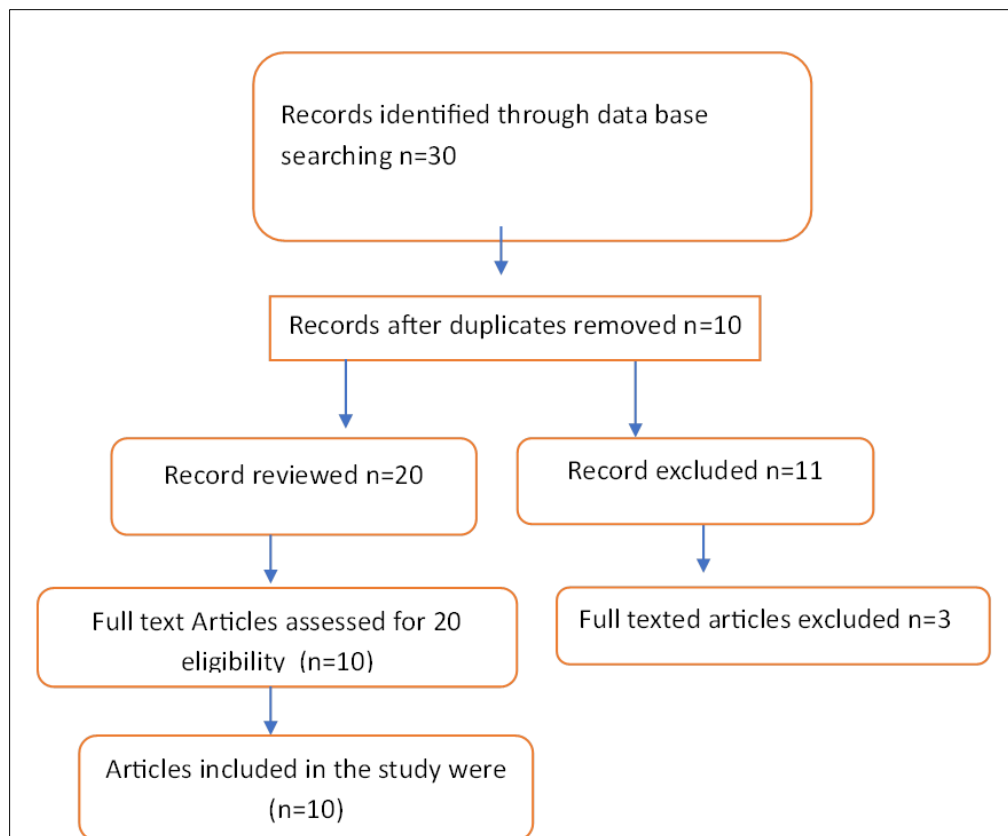 Records identified through data base
searching n=30
Records after duplicates removed n=10
Record reviewed n=20
Record excluded n=11
Full text Articles assessed for 20
eligibility (n=10)
Full texted articles excluded n=3
Articles included in the study were
(n=10)